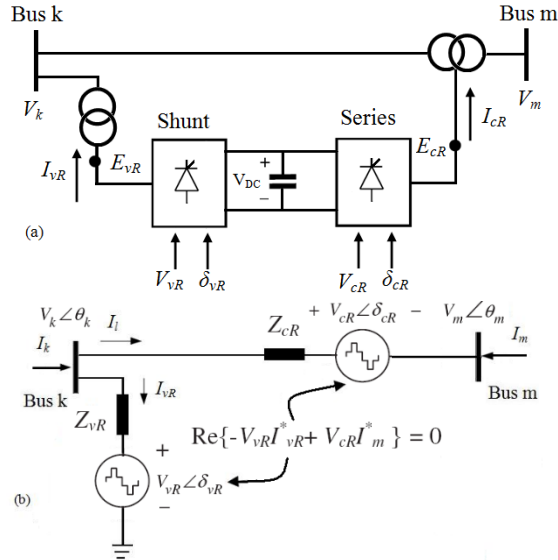 Bus k
Bus m
V_k
V_m
Shunt
Series
I_cR
I_vR
E_vR
E_cR
+
V_DC
−
(a)
V_vR δ_vR
V_cR δ_cR
V_k∠θ_k
I_k
I_l
Z_cR
+ V_cR∠δ_cR −
V_m∠θ_m
I_m
Bus k
Bus m
I_vR
Z_vR
Re{-V_vR I*_vR + V_cR I*_m } = 0
+
V_vR∠δ_vR
−
(b)